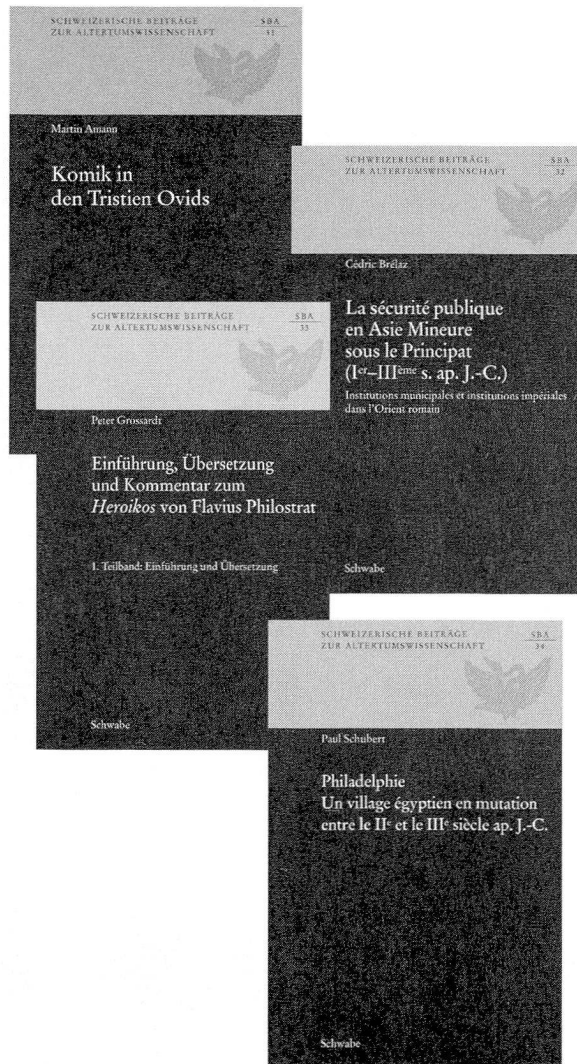 SCHWEIZERISCHE BEITRÄGE
ZUR ALTERTUMSWISSENSCHAFT
SBA
31
Martin Amann
Komik in
den Tristien Ovids
SCHWEIZERISCHE BEITRÄGE
ZUR ALTERTUMSWISSENSCHAFT
SBA
32
Cédric Brélaz
La sécurité publique
en Asie Mineure
sous le Principat
(Ier–IIIème s. ap. J.-C.)
Institutions municipales et institutions impériales
dans l'Orient romain
Schwabe
SCHWEIZERISCHE BEITRÄGE
ZUR ALTERTUMSWISSENSCHAFT
SBA
33
Peter Grossardt
Einführung, Übersetzung
und Kommentar zum
Heroikos von Flavius Philostrat
1. Teilband: Einführung und Übersetzung
Schwabe
SCHWEIZERISCHE BEITRÄGE
ZUR ALTERTUMSWISSENSCHAFT
SBA
34
Paul Schubert
Philadelphie
Un village égyptien en mutation
entre le IIe et le IIIe siècle ap. J.-C.
Schwabe